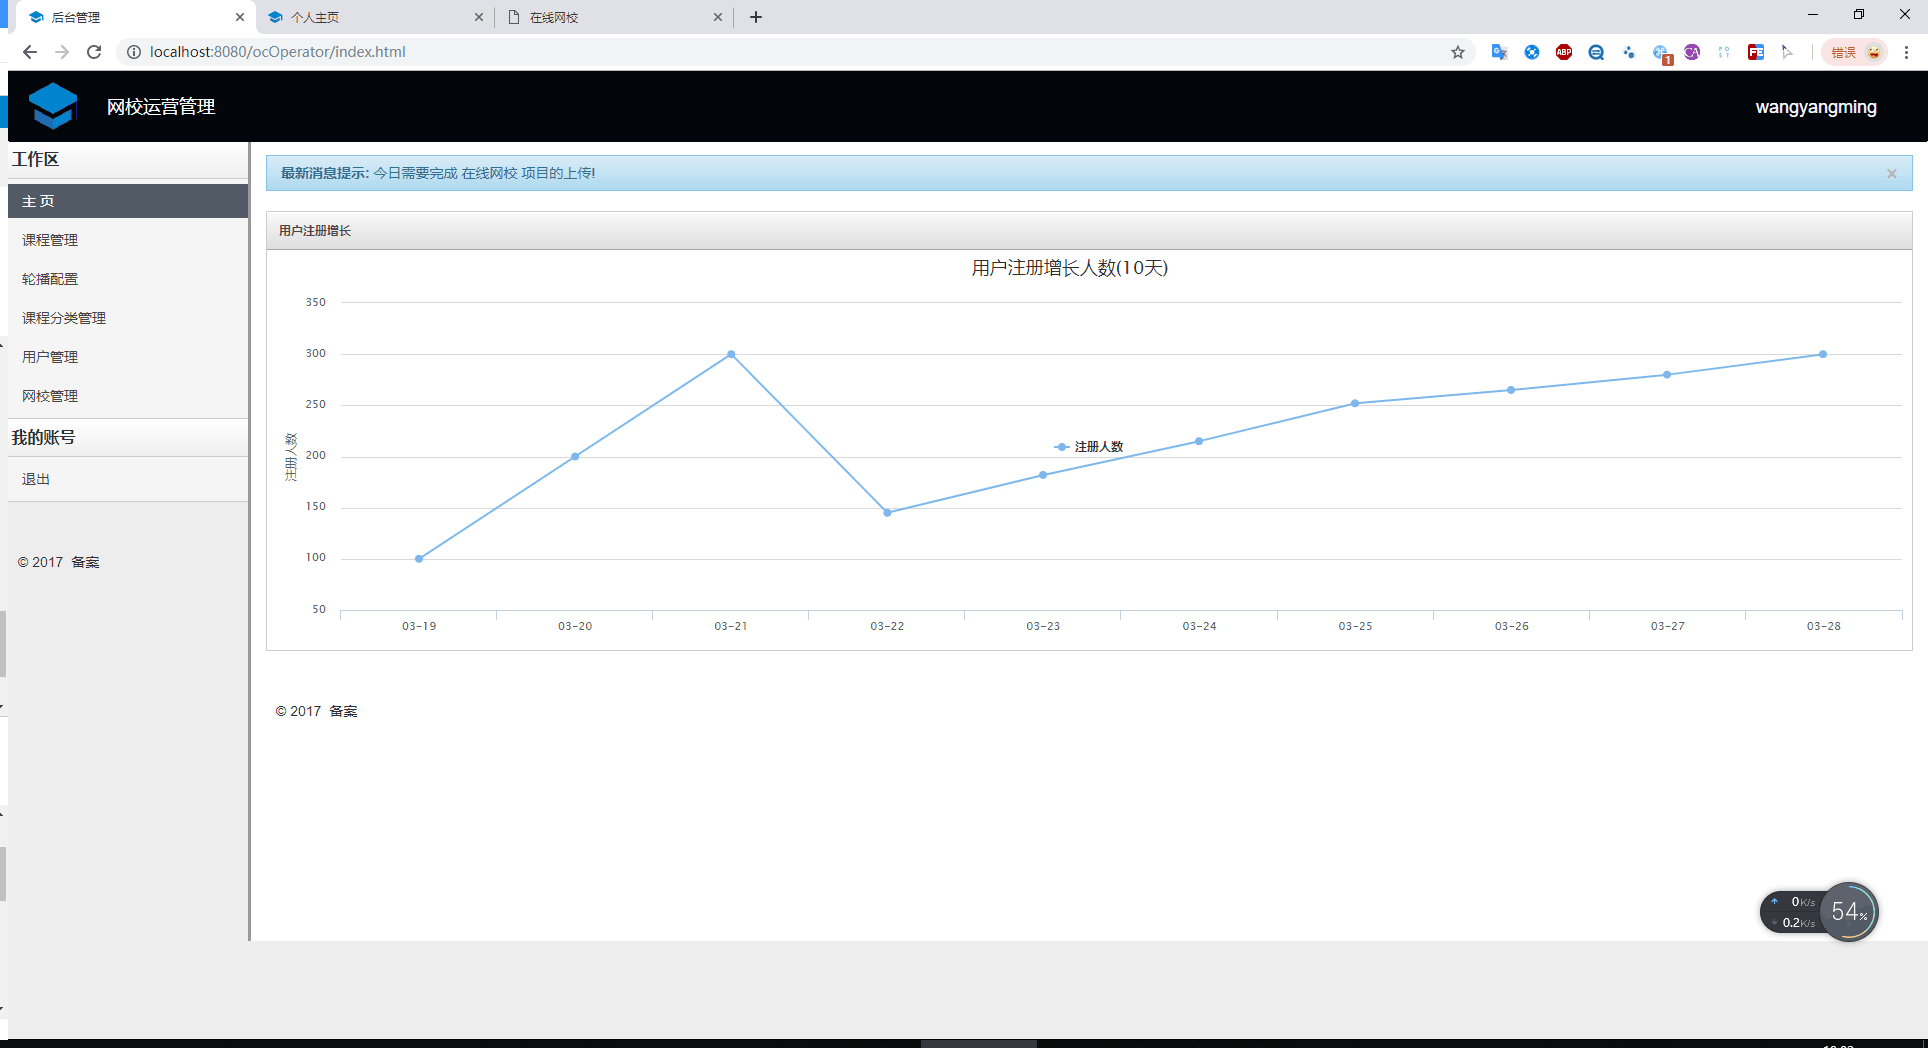 后台管理
个人主页
在线网校
localhost:8080/ocOperator/index.html
ABP
CA
POST
FE
1
错误
网校运营管理
wangyangming
工作区
主 页
课程管理
轮播配置
课程分类管理
用户管理
网校管理
我的账号
退出
© 2017 备案
最新消息提示: 今日需要完成 在线网校 项目的上传!
用户注册增长
用户注册增长人数(10天)
注册人数
350
300
250
200
150
100
50
注册人数
03-19
03-20
03-21
03-22
03-23
03-24
03-25
03-26
03-27
03-28
© 2017 备案
0K/s
0.2K/s
54%